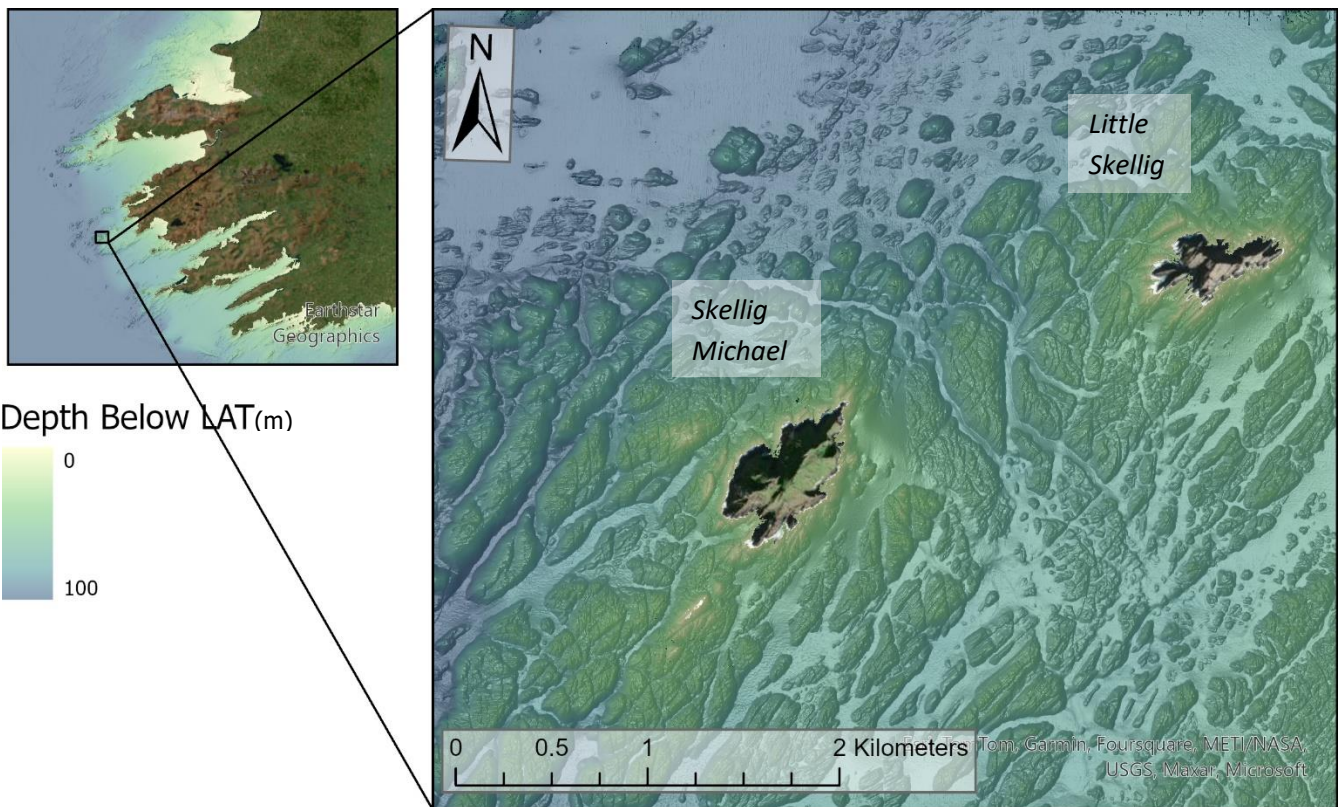 Earthstar
Geographics
Depth Below LAT(m)
0
100
N
Little
Skellig
Skellig
Michael
0 0.5 1 2 Kilometers
TomTom, Garmin, Foursquare, METI/NASA,
USGS, Maxar, Microsoft